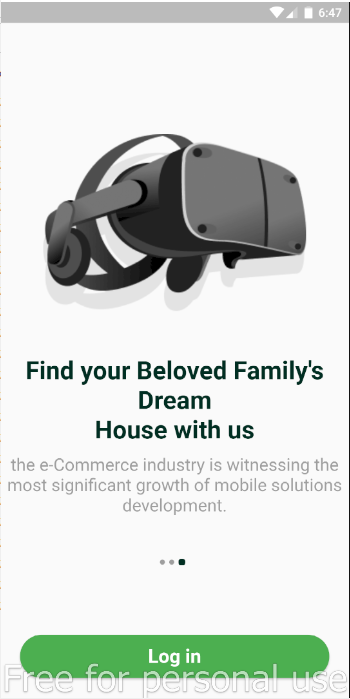 6:47
Find your Beloved Family's
Dream
House with us
the e-Commerce industry is witnessing the
most significant growth of mobile solutions
development.
Log in
Free for personal use